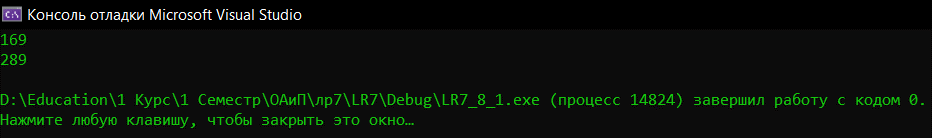 Консоль отладки Microsoft Visual Studio
169
289
D:\Education\1 Курс\1 Семестр\ОАиП\лр7\LR7\Debug\LR7_8_1.exe (процесс 14824) завершил работу с кодом 0.
Нажмите любую клавишу, чтобы закрыть это окно…